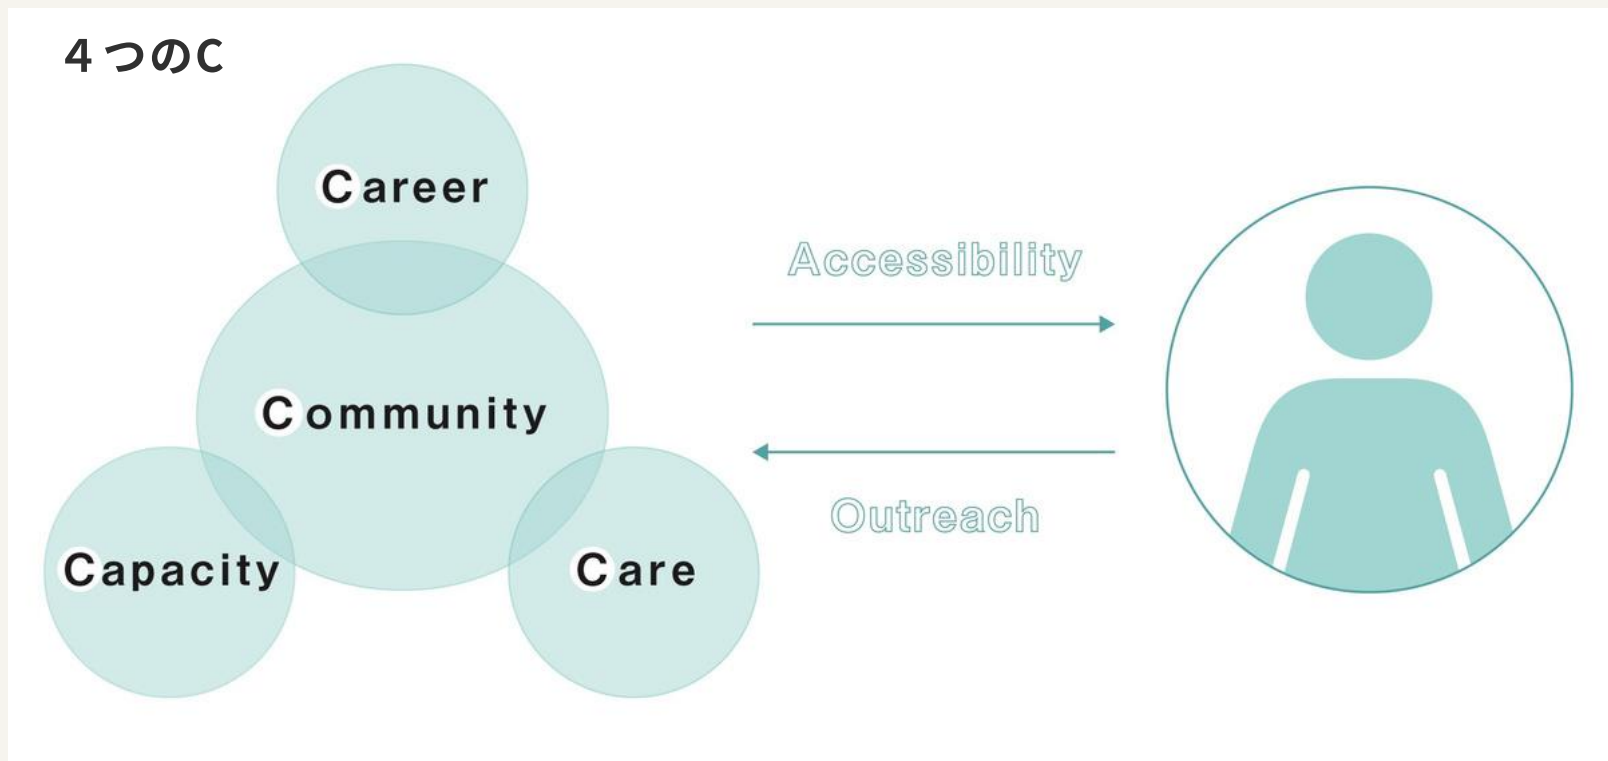 ４つのC
Career
Community
Capacity
Care
Accessibility
Outreach